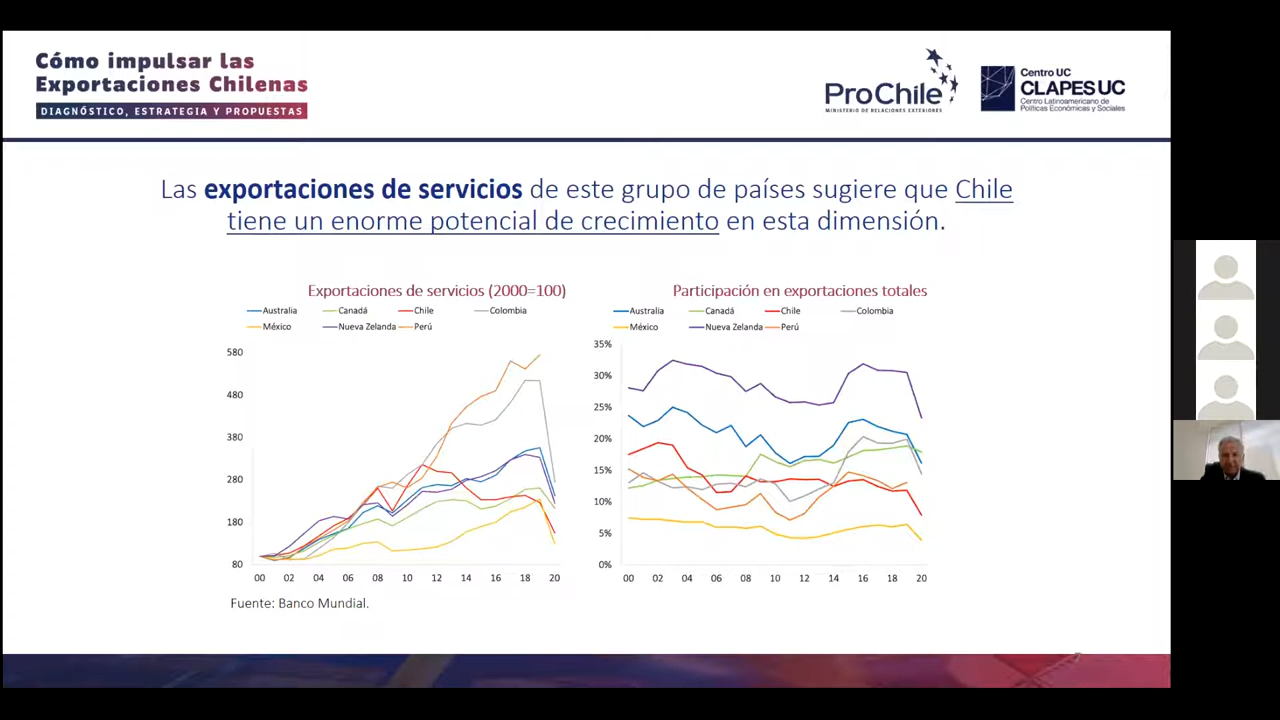 Cómo impulsar las
Exportaciones Chilenas
DIAGNÓSTICO, ESTRATEGIA Y PROPUESTAS
ProChile
MINISTERIO DE RELACIONES EXTERIORES
Centro UC
CLAPES UC
Centro Latinoamericano de
Políticas Económicas y Sociales
Las exportaciones de servicios de este grupo de países sugiere que Chile
tiene un enorme potencial de crecimiento en esta dimensión.
Exportaciones de servicios (2000=100)
Australia Canadá Chile Colombia
México Nueva Zelanda Perú
580
480
380
280
180
80
00 02 04 06 08 10 12 14 16 18 20
Fuente: Banco Mundial.
Participación en exportaciones totales
Australia Canadá Chile Colombia
México Nueva Zelanda Perú
35%
30%
25%
20%
15%
10%
5%
0%
00 02 04 06 08 10 12 14 16 18 20